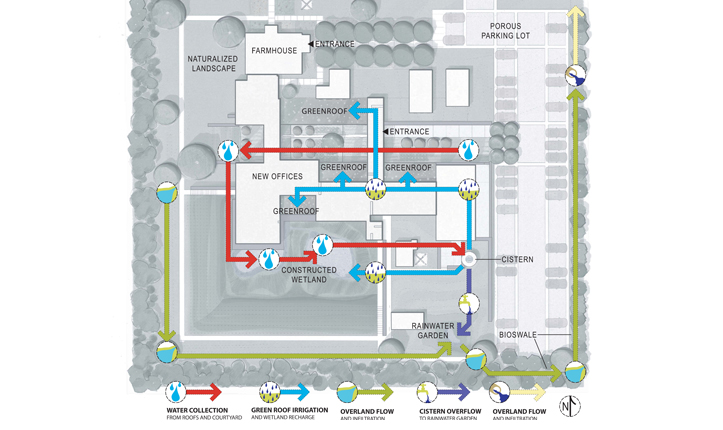 POROUS
PARKING LOT
ENTRANCE
FARMHOUSE
NATURALIZED
LANDSCAPE
GREENROOF
ENTRANCE
GREENROOF
GREENROOF
NEW OFFICES
GREENROOF
CISTERN
CONSTRUCTED
WETLAND
RAINWATER
GARDEN
BIOSWALE
WATER COLLECTION
FROM ROOFS AND COURTYARD
GREEN ROOF IRRIGATION
AND WETLAND RECHARGE
OVERLAND FLOW
AND INFILTRATION
CISTERN OVERFLOW
TO RAINWATER GARDEN
OVERLAND FLOW
AND INFILTRATION
N